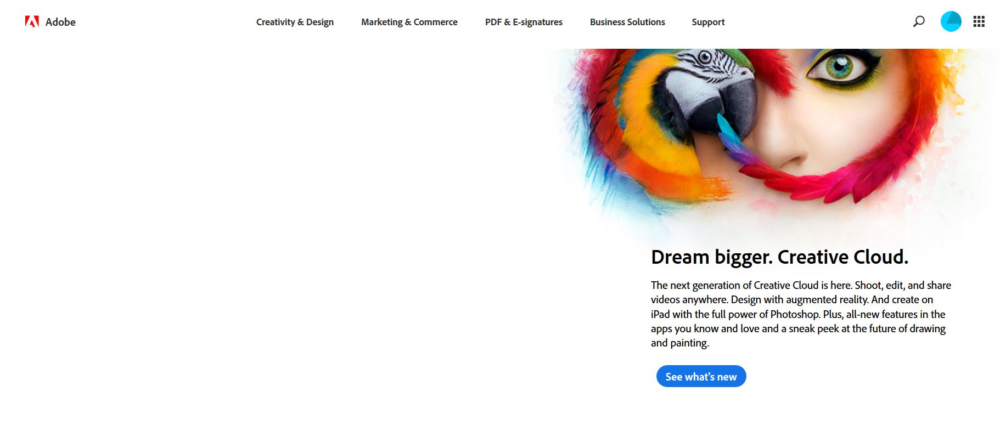 Adobe
Creativity & Design
Marketing & Commerce
PDF & E-signatures
Business Solutions
Support
Dream bigger. Creative Cloud.
The next generation of Creative Cloud is here. Shoot, edit, and share
videos anywhere. Design with augmented reality. And create on
iPad with the full power of Photoshop. Plus, all-new features in the
apps you know and love and a sneak peek at the future of drawing
and painting.
See what's new